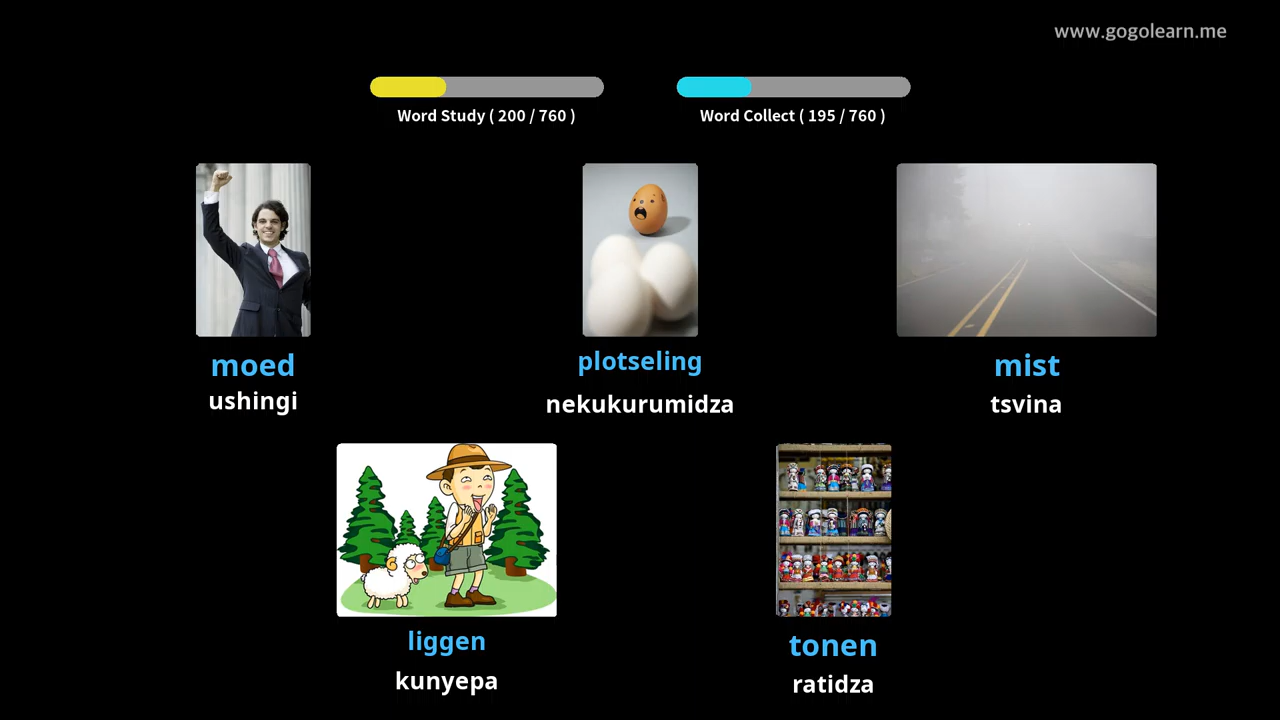 www.gogolearn.me
Word Study ( 200 / 760 )
Word Collect ( 195 / 760 )
moed
ushingi
plotseling
nekukurumidza
mist
tsvina
liggen
kunyepa
tonen
ratidza